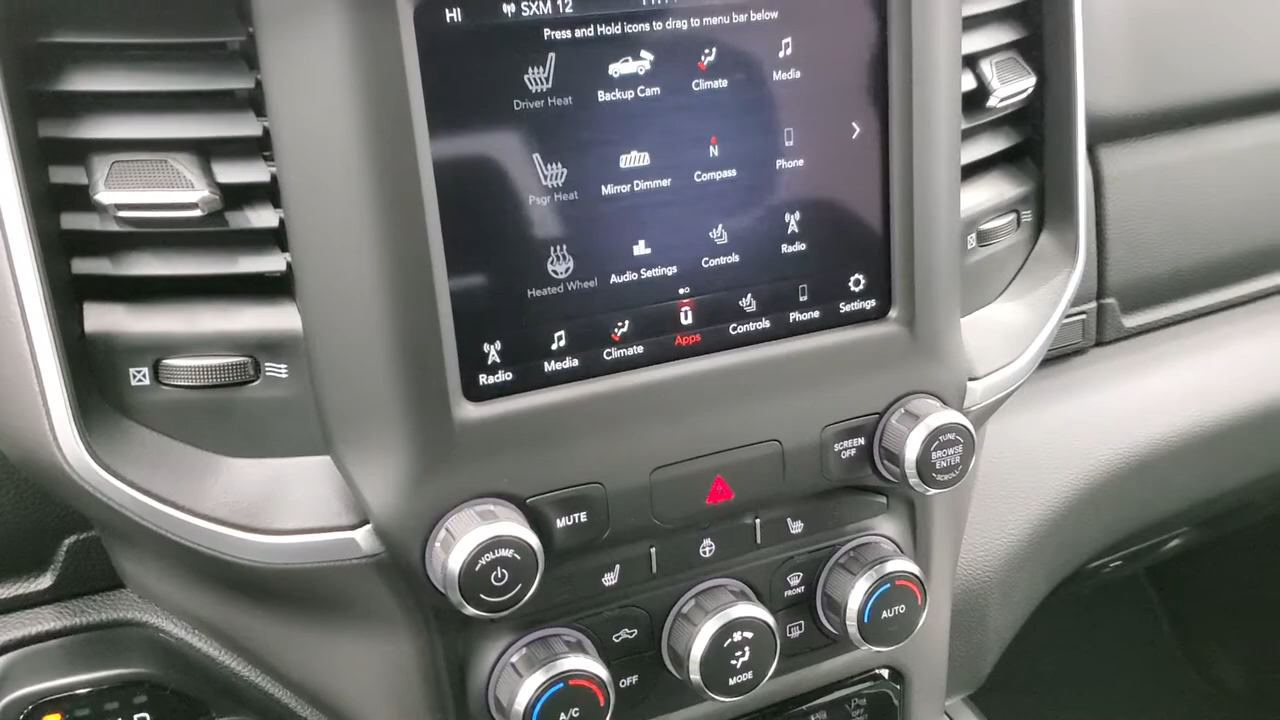 HI
SXM 12
Press and Hold icons to drag to menu bar below
Driver Heat
Backup Cam
Climate
Media
Psgr Heat
Mirror Dimmer
N
Compass
Phone
Heated Wheel
Audio Settings
Controls
Radio
Radio
Media
Climate
Apps
Controls
Phone
Settings
SCREEN
OFF
TUNE
BROWSE
ENTER
SCROLL
MUTE
VOLUME
FRONT
AUTO
OFF
MODE
A/C
OFF